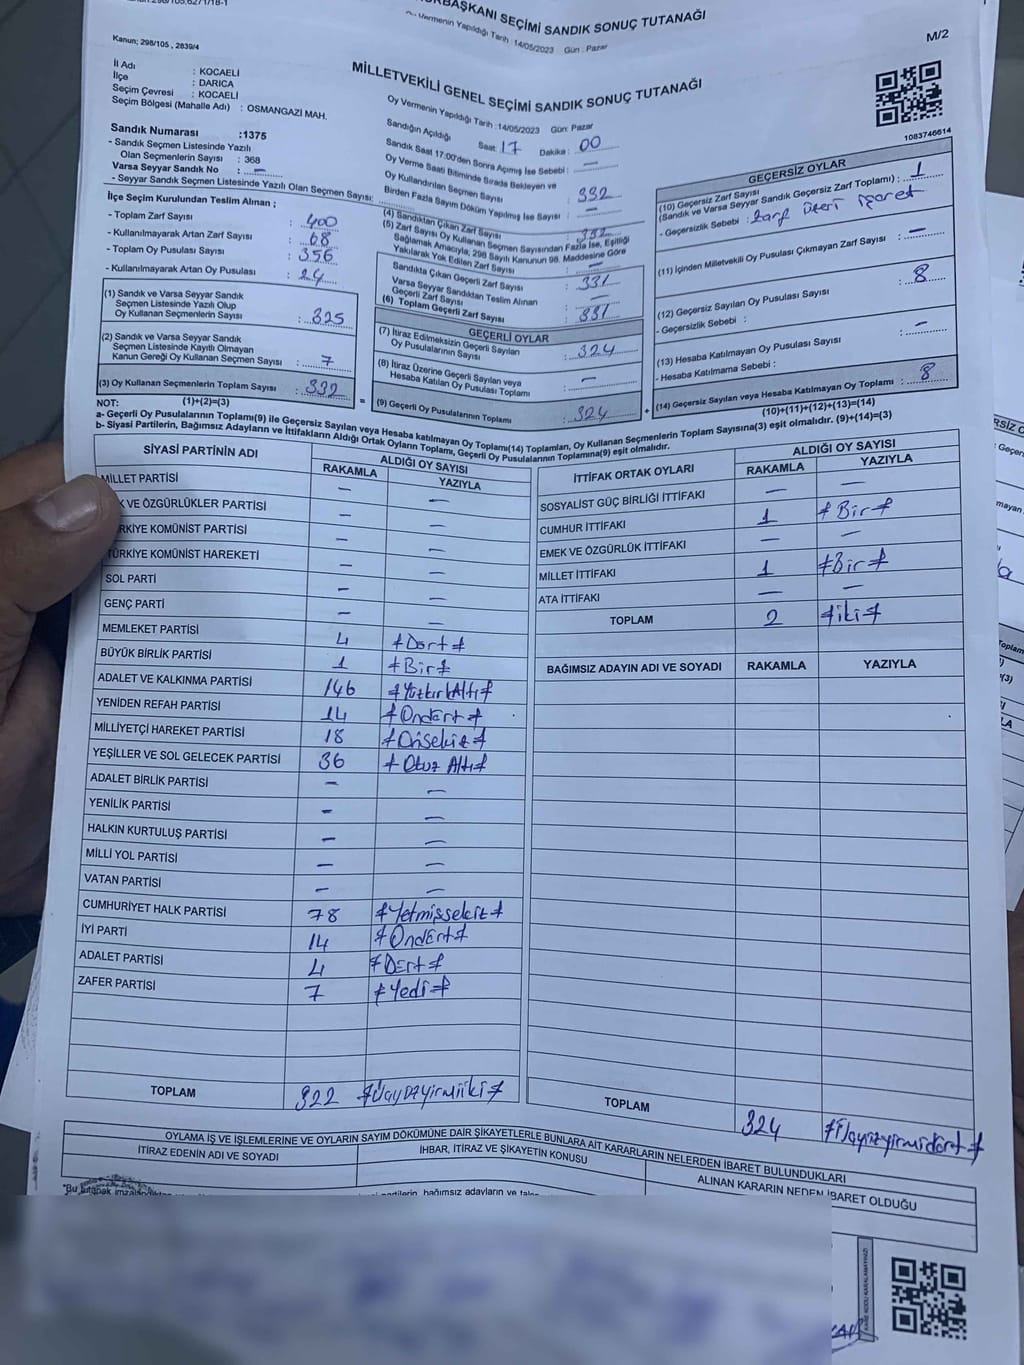 BAŞKANI SEÇİMİ SANDIK SONUÇ TUTANAĞI
Vermenin Yapıldığı Tarih :14/05/2023 Gün : Pazar
Kanun; 298/105 , 2839/4
M/2
MİLLETVEKİLİ GENEL SEÇİMİ SANDIK SONUÇ TUTANAĞI
İl Adı : KOCAELİ
İlçe : DARICA
Seçim Çevresi : KOCAELİ
Seçim Bölgesi (Mahalle Adı) : OSMANGAZİ MAH.
Sandık Numarası :1375
- Sandık Seçmen Listesinde Yazılı
Olan Seçmenlerin Sayısı : 368
Varsa Seyyar Sandık No : —
- Seyyar Sandık Seçmen Listesinde Yazılı Olan Seçmen Sayısı:
İlçe Seçim Kurulundan Teslim Alınan ;
- Toplam Zarf Sayısı : 400
- Kullanılmayarak Artan Zarf Sayısı : 68
- Toplam Oy Pusulası Sayısı : 356
- Kullanılmayarak Artan Oy Pusulası : 24
(1) Sandık ve Varsa Seyyar Sandık
Seçmen Listesinde Yazılı Olup
Oy Kullanan Seçmenlerin Sayısı : 325
(2) Sandık ve Varsa Seyyar Sandık
Seçmen Listesinde Kayıtlı Olmayan
Kanun Gereği Oy Kullanan Seçmen Sayısı : 7
(3) Oy Kullanan Seçmenlerin Toplam Sayısı : 332
NOT: (1)+(2)=(3)
Oy Vermenin Yapıldığı Tarih :14/05/2023 Gün: Pazar
Sandığın Açıldığı Saat: 17 Dakika : 00
Sandık Saat 17:00'den Sonra Açılmış İse Sebebi : —
Oy Verme Saati Bitiminde Sırada Bekleyen ve
Oy Kullandırılan Seçmen Sayısı : 332
Birden Fazla Sayım Döküm Yapılmış İse Sayısı : —
(4) Sandıktan Çıkan Zarf Sayısı : 332
(5) Zarf Sayısı Oy Kullanan Seçmen Sayısından Fazla İse, Eşitliği
Sağlamak Amacıyla; 298 Sayılı Kanunun 98. Maddesine Göre
Yakılarak Yok Edilen Zarf Sayısı : —
Sandıkta Çıkan Geçerli Zarf Sayısı : 331
Varsa Seyyar Sandıktan Teslim Alınan
Geçerli Zarf Sayısı : —
(6) Toplam Geçerli Zarf Sayısı : 331
GEÇERLİ OYLAR
(7) İtiraz Edilmeksizin Geçerli Sayılan
Oy Pusulalarının Sayısı : 324
(8) İtiraz Üzerine Geçerli Sayılan veya
Hesaba Katılan Oy Pusulası Toplamı : —
(9) Geçerli Oy Pusulalarının Toplamı : 324
1083746614
GEÇERSİZ OYLAR
(10) Geçersiz Zarf Sayısı
(Sandık ve Varsa Seyyar Sandık Geçersiz Zarf Toplamı) : 1
- Geçersizlik Sebebi : zarf üzeri işaret
(11) İçinden Milletvekili Oy Pusulası Çıkmayan Zarf Sayısı : —
(12) Geçersiz Sayılan Oy Pusulası Sayısı : 8
- Geçersizlik Sebebi :
(13) Hesaba Katılmayan Oy Pusulası Sayısı : —
- Hesaba Katılmama Sebebi :
(14) Geçersiz Sayılan veya Hesaba Katılmayan Oy Toplamı : 8
(10)+(11)+(12)+(13)=(14)
a- Geçerli Oy Pusulalarının Toplamı(9) ile Geçersiz Sayılan veya Hesaba katılmayan Oy Toplamı(14) Toplamları, Oy Kullanan Seçmenlerin Toplam Sayısına(3) eşit olmalıdır. (9)+(14)=(3)
b- Siyasi Partilerin, Bağımsız Adayların ve İttifakların Aldığı Ortak Oyların Toplamı, Geçerli Oy Pusulalarının Toplamına(9) eşit olmalıdır.
SİYASİ PARTİNİN ADI ALDIĞI OY SAYISI
RAKAMLA YAZIYLA
MİLLET PARTİSİ — —
K VE ÖZGÜRLÜKLER PARTİSİ — —
RKİYE KOMÜNİST PARTİSİ — —
TÜRKİYE KOMÜNİST HAREKETİ — —
SOL PARTİ — —
GENÇ PARTİ — —
MEMLEKET PARTİSİ 4 #Dört#
BÜYÜK BİRLİK PARTİSİ 1 #Bir#
ADALET VE KALKINMA PARTİSİ 146 #YüzkırkAltı#
YENİDEN REFAH PARTİSİ 14 #Ondört#
MİLLİYETÇİ HAREKET PARTİSİ 18 #Onsekiz#
YEŞİLLER VE SOL GELECEK PARTİSİ 36 #Otuz Altı#
ADALET BİRLİK PARTİSİ — —
YENİLİK PARTİSİ — —
HALKIN KURTULUŞ PARTİSİ — —
MİLLİ YOL PARTİSİ — —
VATAN PARTİSİ — —
CUMHURİYET HALK PARTİSİ 78 #Yetmişsekiz#
İYİ PARTİ 14 #Ondört#
ADALET PARTİSİ 4 #Dört#
ZAFER PARTİSİ 7 #Yedi#
TOPLAM 322 #Üçyüzyirmiiki#
İTTİFAK ORTAK OYLARI ALDIĞI OY SAYISI
RAKAMLA YAZIYLA
SOSYALİST GÜÇ BİRLİĞİ İTTİFAKI — —
CUMHUR İTTİFAKI 1 #Bir#
EMEK VE ÖZGÜRLÜK İTTİFAKI — —
MİLLET İTTİFAKI 1 #Bir#
ATA İTTİFAKI — —
TOPLAM 2 #iki#
BAĞIMSIZ ADAYIN ADI VE SOYADI RAKAMLA YAZIYLA
TOPLAM 324 #Üçyüzyirmidört#
OYLAMA İŞ VE İŞLEMLERİNE VE OYLARIN SAYIM DÖKÜMÜNE DAİR ŞİKAYETLERLE BUNLARA AİT KARARLARIN NELERDEN İBARET BULUNDUKLARI
İTİRAZ EDENİN ADI VE SOYADI İHBAR, İTİRAZ VE ŞİKAYETİN KONUSU ALINAN KARARIN NEDEN İBARET OLDUĞU
"Bu tutanak
partilerin, bağımsız adayların ve